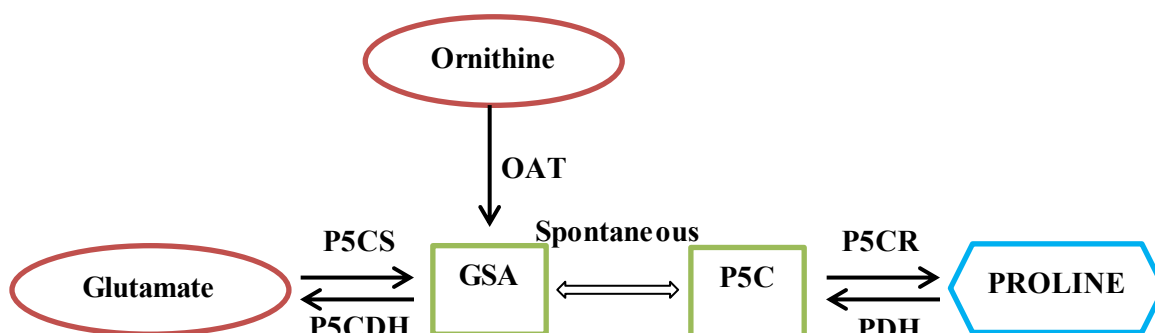 Ornithine
OAT
Spontaneous
P5CS
P5CR
Glutamate
GSA
P5C
PROLINE
P5CDH
PDH